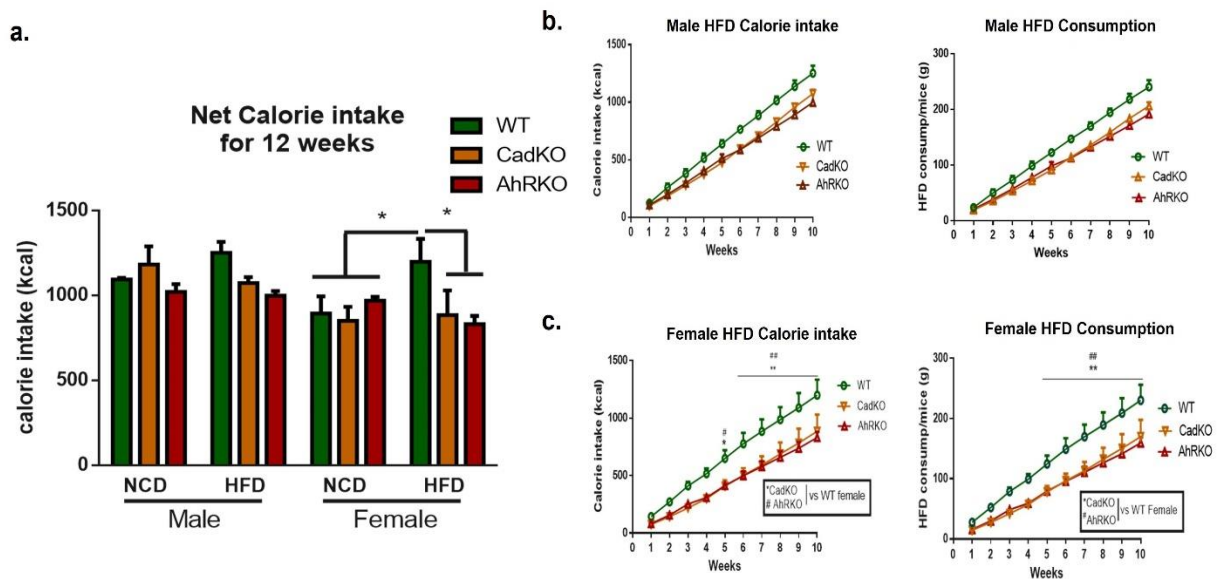 a.
Net Calorie intake
for 12 weeks
WT
CadKO
AhRKO
calorie intake (kcal)
1500
1000
500
0
* *
NCD HFD NCD HFD
Male Female
b.
Male HFD Calorie intake
Calorie intake (kcal)
1500
1000
500
0
WT
CadKO
AhRKO
0 1 2 3 4 5 6 7 8 9 10
Weeks
Male HFD Consumption
HFD consump/mice (g)
300
200
100
0
WT
CadKO
AhRKO
0 1 2 3 4 5 6 7 8 9 10
Weeks
c.
Female HFD Calorie intake
Calorie intake (kcal)
1500
1000
500
0
##
**
#
*
WT
CadKO
AhRKO
*CadKO
# AhRKO
vs WT female
0 1 2 3 4 5 6 7 8 9 10
Weeks
Female HFD Consumption
HFD consump/mice (g)
300
200
100
0
##
**
WT
CadKO
AhRKO
*CadKO
#AhRKO
vs WT Female
0 1 2 3 4 5 6 7 8 9 10
Weeks